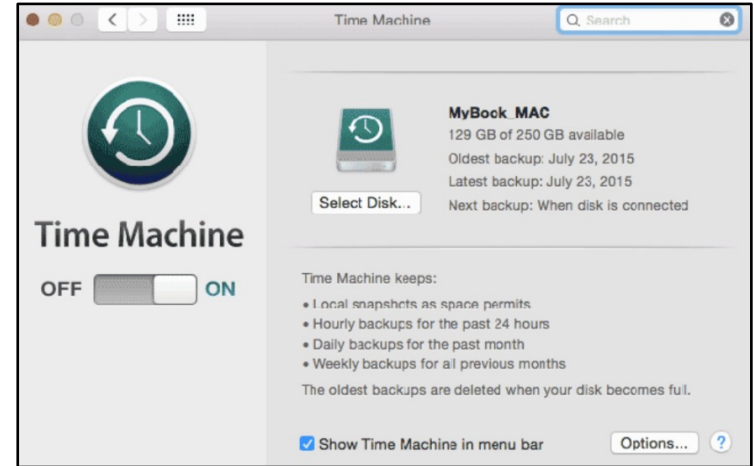 Time Machine
Search
MyBook_MAC
129 GB of 250 GB available
Oldest backup: July 23, 2015
Latest backup: July 23, 2015
Next backup: When disk is connected
Select Disk...
Time Machine
OFF ON
Time Machine keeps:
• Local snapshots as space permits
• Hourly backups for the past 24 hours
• Daily backups for the past month
• Weekly backups for all previous months
The oldest backups are deleted when your disk becomes full.
Show Time Machine in menu bar
Options... ?